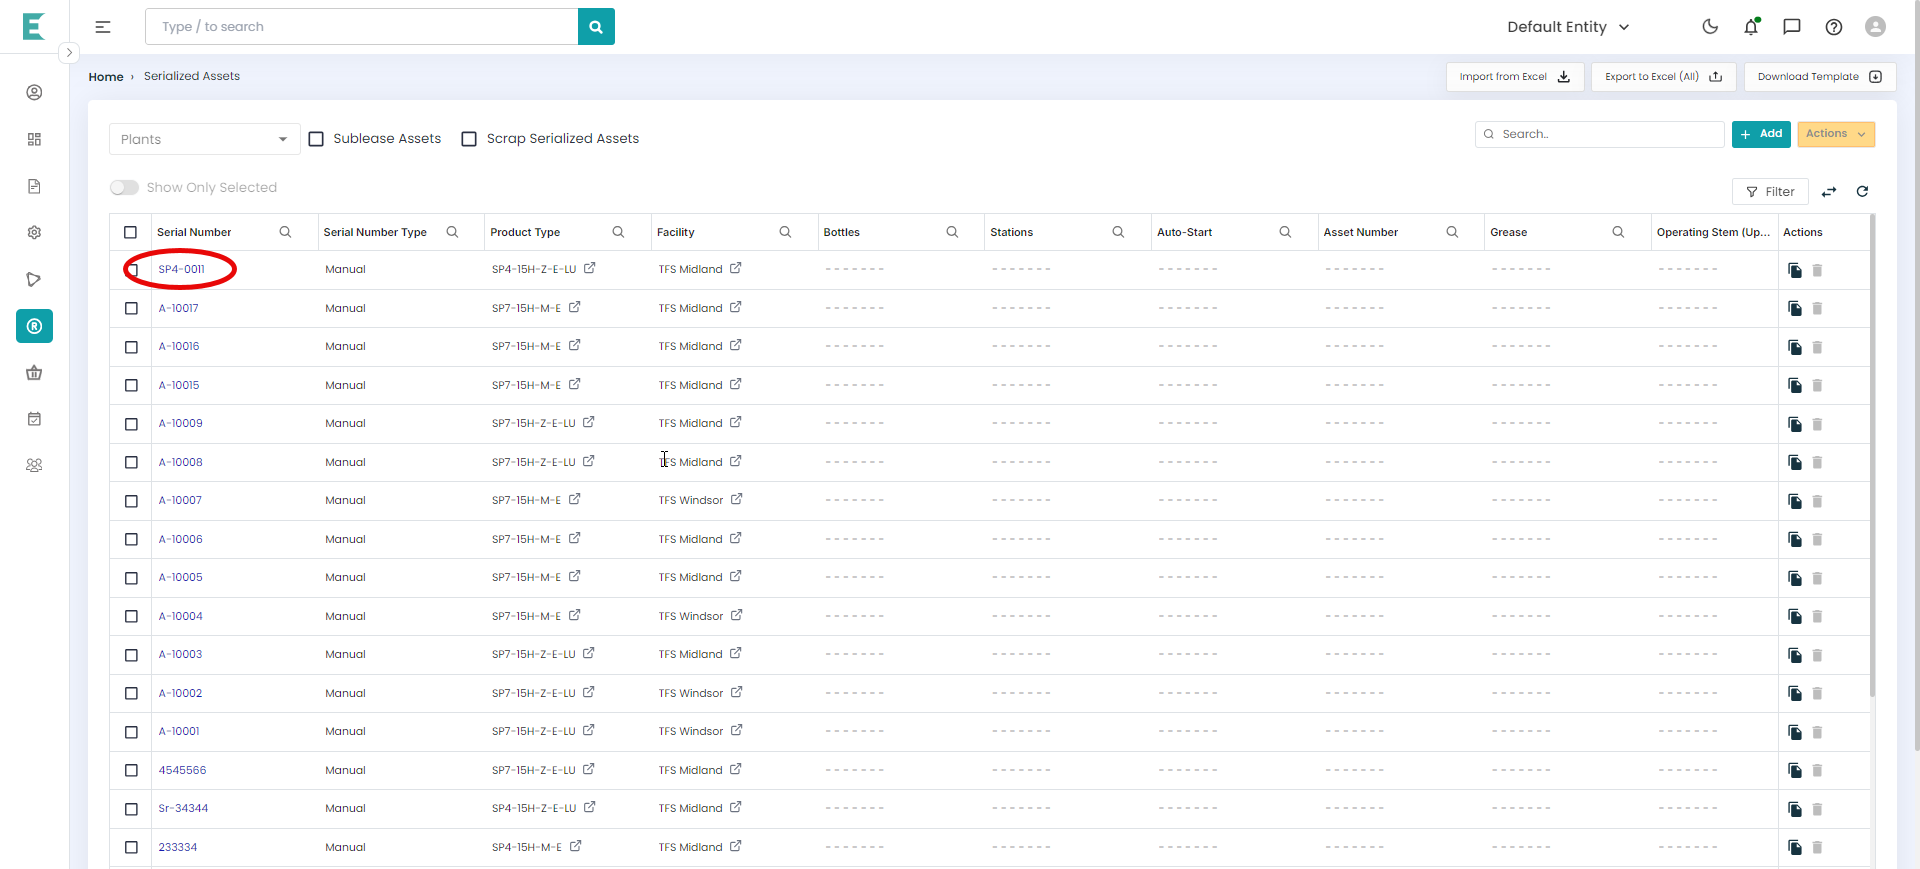 Type / to search
Default Entity
Home › Serialized Assets
Import from Excel
Export to Excel (All)
Download Template
Plants
Sublease Assets
Scrap Serialized Assets
Search..
+ Add
Actions
Show Only Selected
Filter
Serial Number Serial Number Type Product Type Facility Bottles Stations Auto-Start Asset Number Grease Operating Stem (Up... Actions
SP4-0011 Manual SP4-15H-Z-E-LU TFS Midland ------- ------- ------- ------- ------- -------
A-10017 Manual SP7-15H-M-E TFS Midland ------- ------- ------- ------- ------- -------
A-10016 Manual SP7-15H-M-E TFS Midland ------- ------- ------- ------- ------- -------
A-10015 Manual SP7-15H-M-E TFS Midland ------- ------- ------- ------- ------- -------
A-10009 Manual SP7-15H-Z-E-LU TFS Midland ------- ------- ------- ------- ------- -------
A-10008 Manual SP7-15H-Z-E-LU TFS Midland ------- ------- ------- ------- ------- -------
A-10007 Manual SP7-15H-M-E TFS Windsor ------- ------- ------- ------- ------- -------
A-10006 Manual SP7-15H-M-E TFS Midland ------- ------- ------- ------- ------- -------
A-10005 Manual SP7-15H-M-E TFS Midland ------- ------- ------- ------- ------- -------
A-10004 Manual SP7-15H-M-E TFS Windsor ------- ------- ------- ------- ------- -------
A-10003 Manual SP7-15H-Z-E-LU TFS Midland ------- ------- ------- ------- ------- -------
A-10002 Manual SP7-15H-Z-E-LU TFS Windsor ------- ------- ------- ------- ------- -------
A-10001 Manual SP7-15H-Z-E-LU TFS Windsor ------- ------- ------- ------- ------- -------
4545566 Manual SP7-15H-Z-E-LU TFS Midland ------- ------- ------- ------- ------- -------
Sr-34344 Manual SP4-15H-Z-E-LU TFS Midland ------- ------- ------- ------- ------- -------
233334 Manual SP4-15H-M-E TFS Midland ------- ------- ------- ------- ------- -------